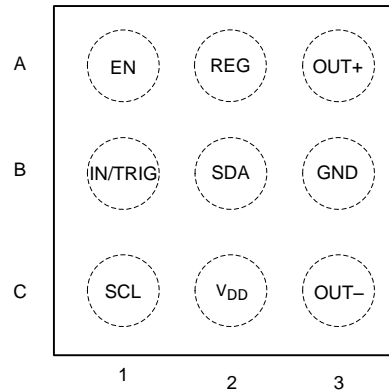 A EN REG OUT+
B IN/TRIG SDA GND
C SCL VDD OUT–
1 2 3